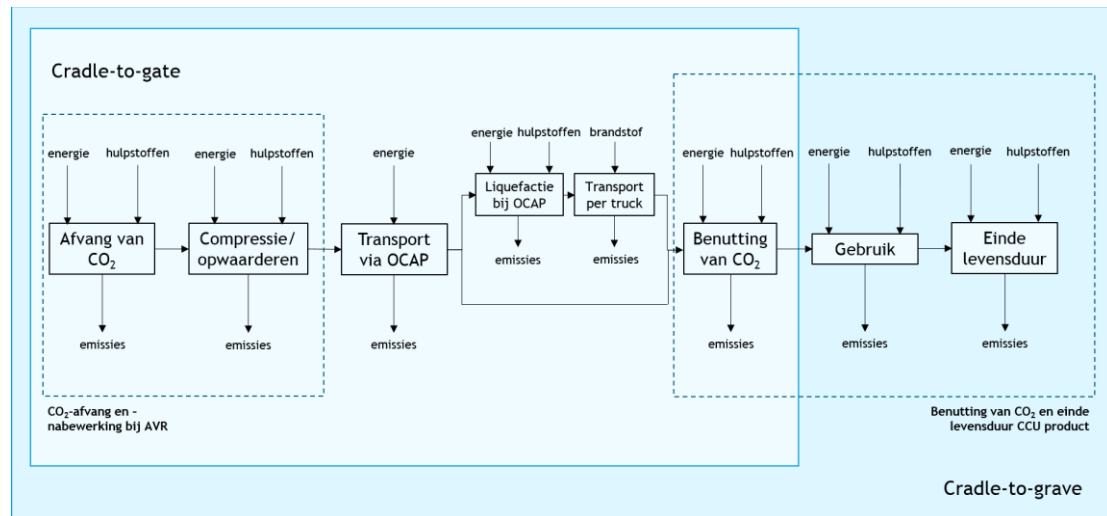 Cradle-to-gate
energie hulpstoffen brandstof
energie hulpstoffen
energie hulpstoffen
energie
energie hulpstoffen
energie hulpstoffen
energie hulpstoffen
Liquefactie
bij OCAP
Transport
per truck
Afvang van
CO₂
Compressie/
opwaarderen
Transport
via OCAP
Benutting
van CO₂
Gebruik
Einde
levensduur
emissies
emissies
emissies
emissies
emissies
emissies
emissies
emissies
CO₂-afvang en -
nabewerking bij AVR
Benutting van CO₂ en einde
levensduur CCU product
Cradle-to-grave